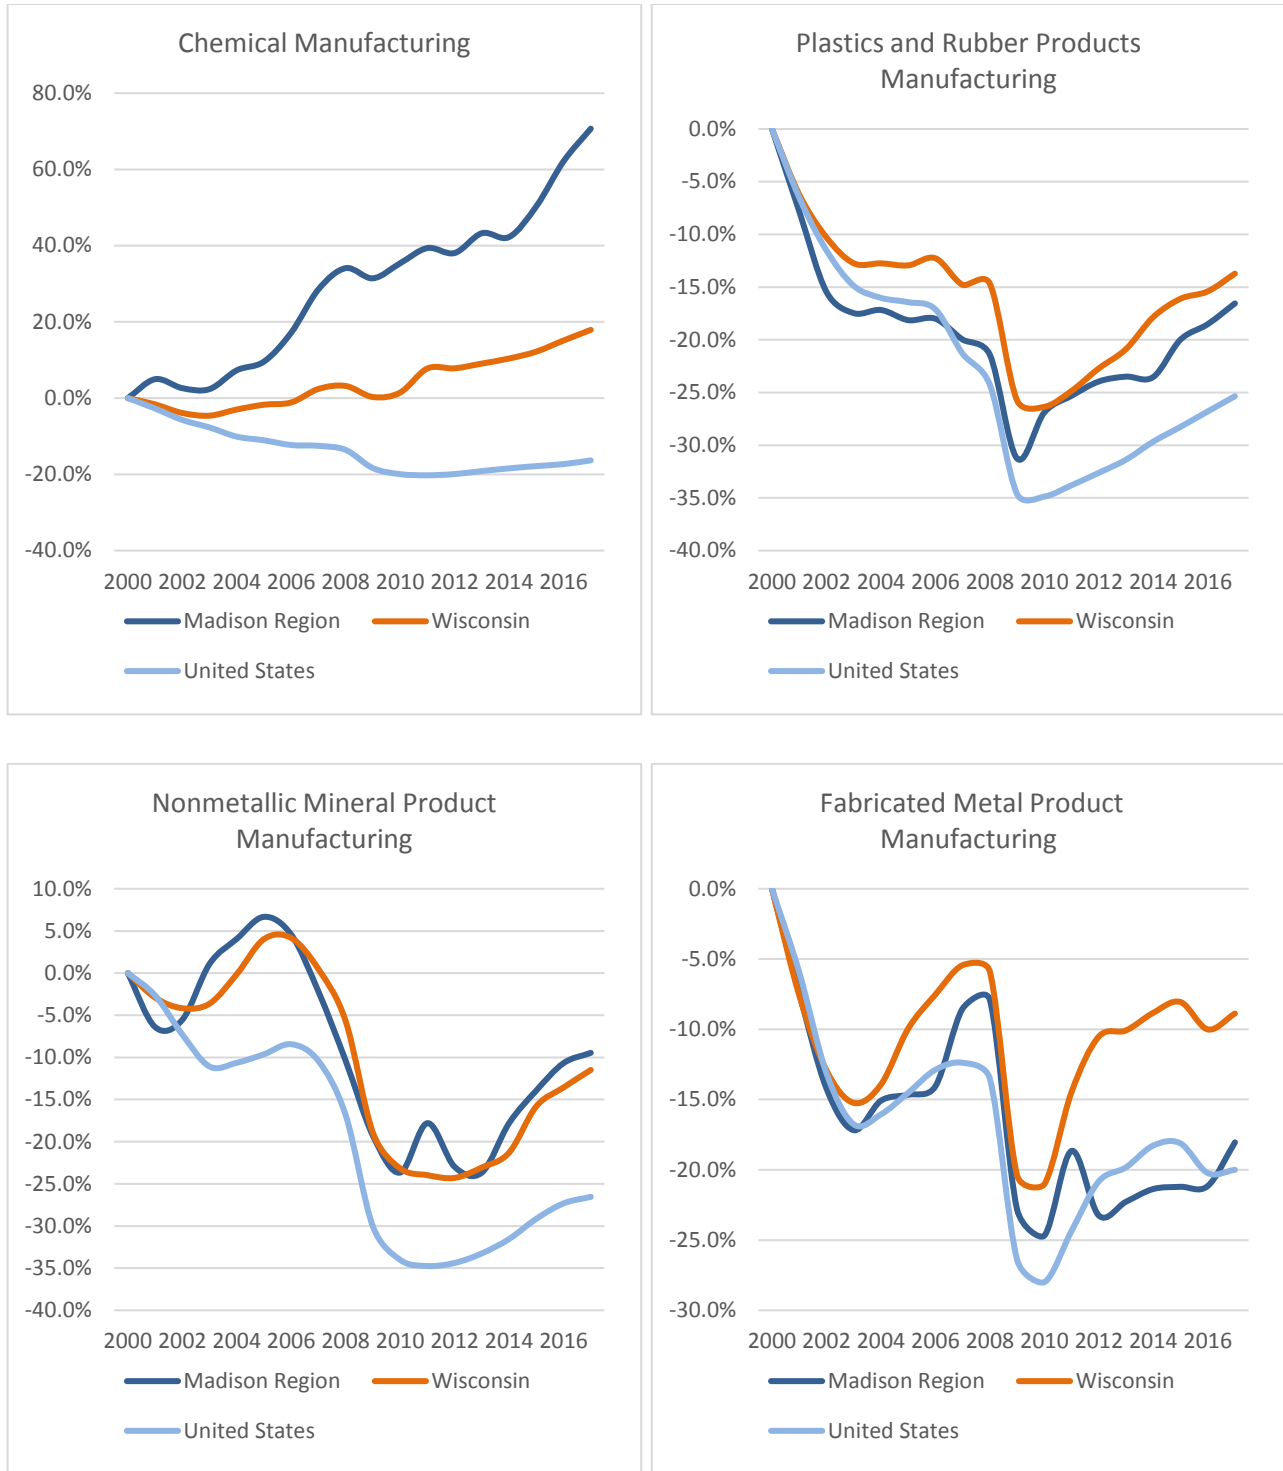 Chemical Manufacturing
80.0%
60.0%
40.0%
20.0%
0.0%
-20.0%
-40.0%
2000 2002 2004 2006 2008 2010 2012 2014 2016
Madison Region Wisconsin
United States
Plastics and Rubber Products
Manufacturing
0.0%
-5.0%
-10.0%
-15.0%
-20.0%
-25.0%
-30.0%
-35.0%
-40.0%
2000 2002 2004 2006 2008 2010 2012 2014 2016
Madison Region Wisconsin
United States
Nonmetallic Mineral Product
Manufacturing
10.0%
5.0%
0.0%
-5.0%
-10.0%
-15.0%
-20.0%
-25.0%
-30.0%
-35.0%
-40.0%
2000 2002 2004 2006 2008 2010 2012 2014 2016
Madison Region Wisconsin
United States
Fabricated Metal Product
Manufacturing
0.0%
-5.0%
-10.0%
-15.0%
-20.0%
-25.0%
-30.0%
2000 2002 2004 2006 2008 2010 2012 2014 2016
Madison Region Wisconsin
United States